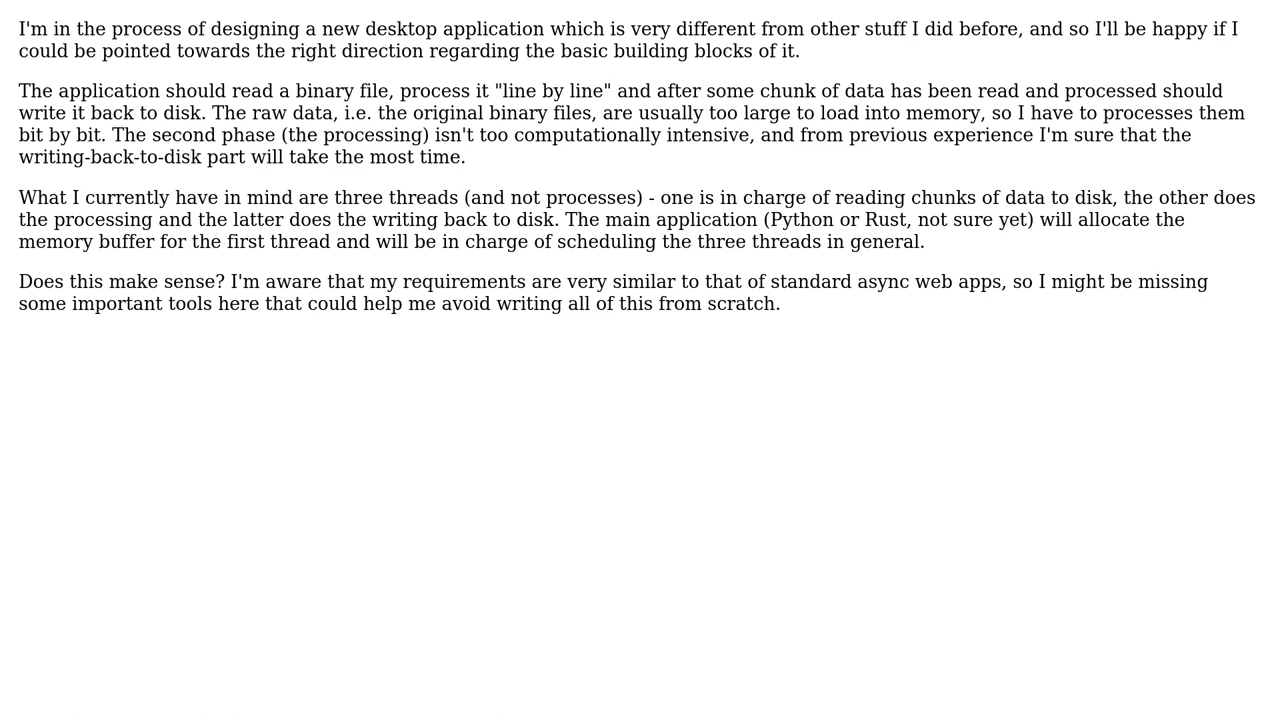 I'm in the process of designing a new desktop application which is very different from other stuff I did before, and so I'll be happy if I
could be pointed towards the right direction regarding the basic building blocks of it.
The application should read a binary file, process it "line by line" and after some chunk of data has been read and processed should
write it back to disk. The raw data, i.e. the original binary files, are usually too large to load into memory, so I have to processes them
bit by bit. The second phase (the processing) isn't too computationally intensive, and from previous experience I'm sure that the
writing-back-to-disk part will take the most time.
What I currently have in mind are three threads (and not processes) - one is in charge of reading chunks of data to disk, the other does
the processing and the latter does the writing back to disk. The main application (Python or Rust, not sure yet) will allocate the
memory buffer for the first thread and will be in charge of scheduling the three threads in general.
Does this make sense? I'm aware that my requirements are very similar to that of standard async web apps, so I might be missing
some important tools here that could help me avoid writing all of this from scratch.